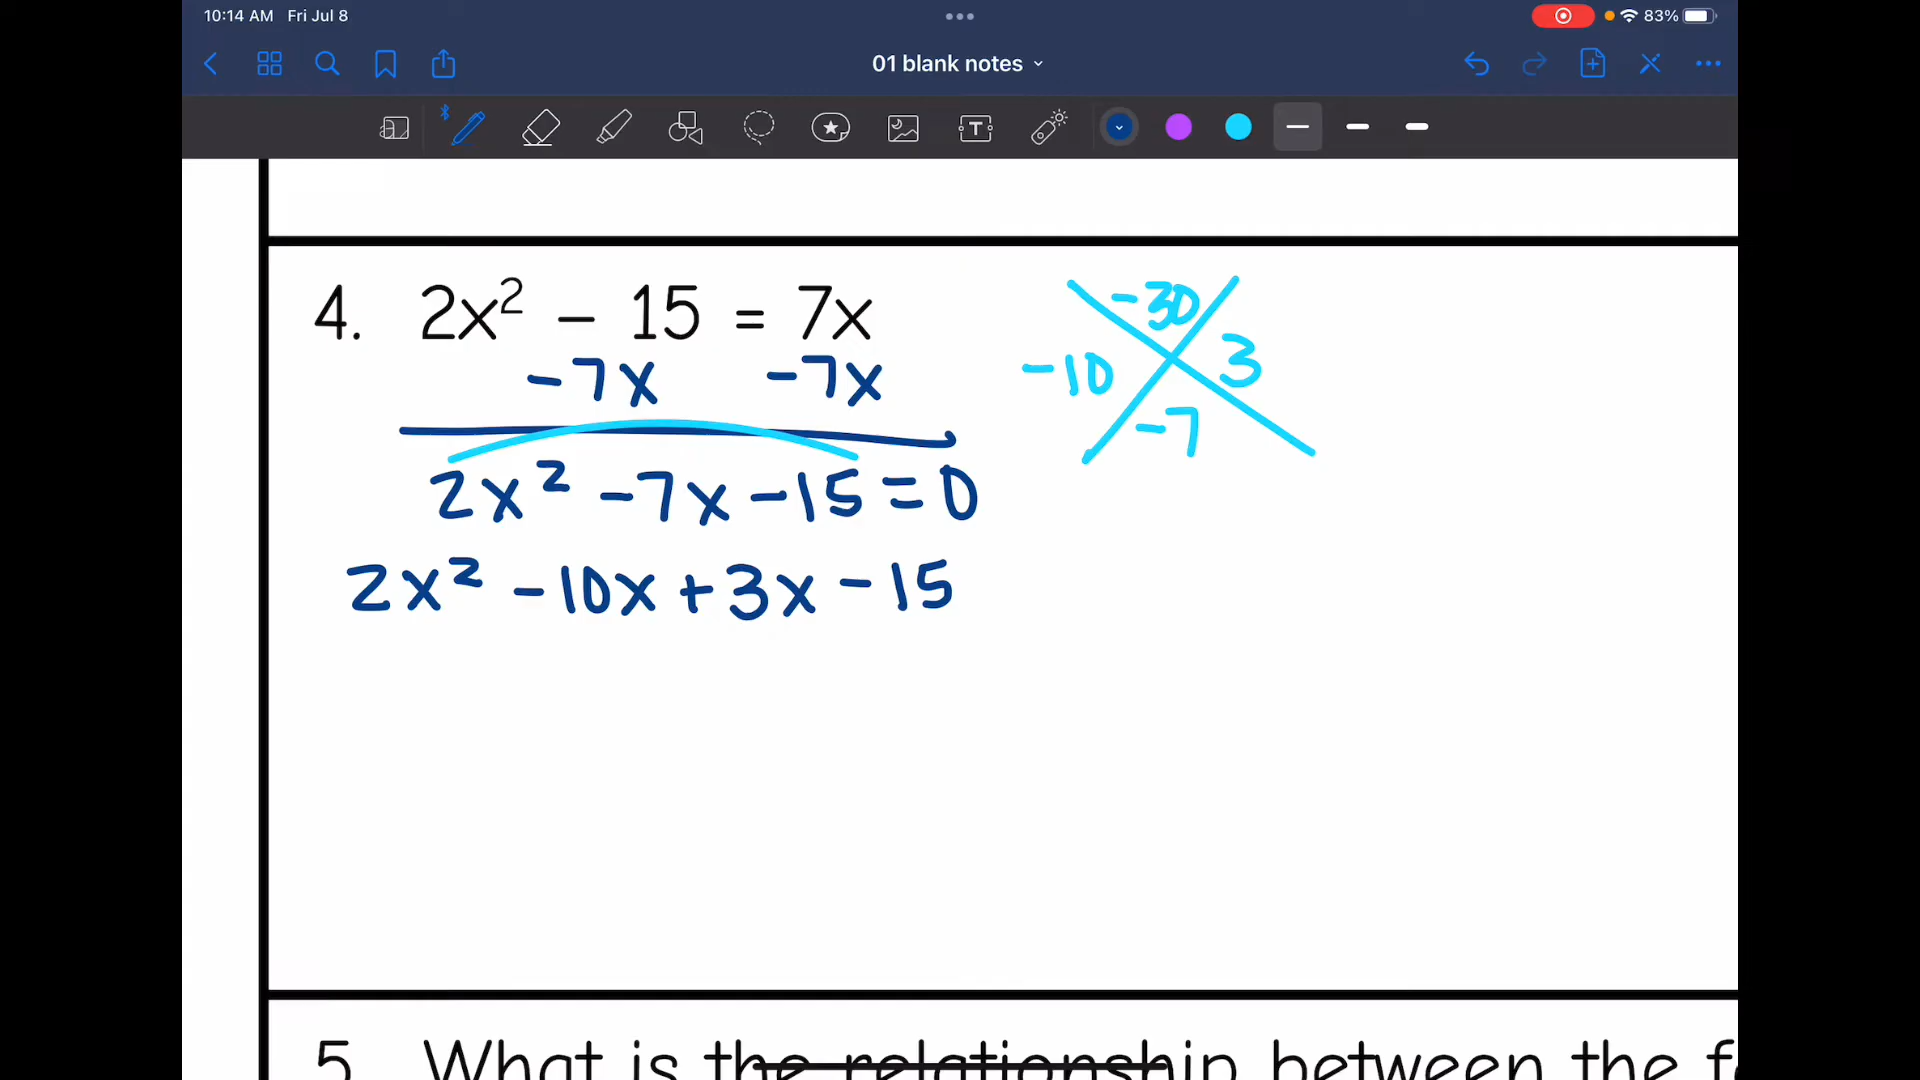 10:14 AM Fri Jul 8
83%
01 blank notes
4. 2x² – 15 = 7x
-7x -7x
2x² -7x -15 = 0
2x² -10x +3x -15
-30
-10 3
-7
5. What is the relationship between the f